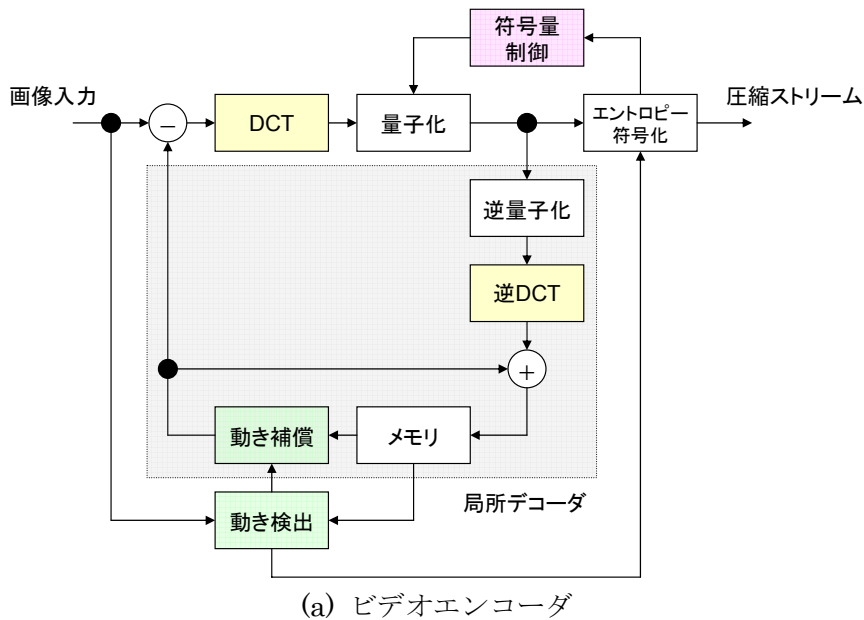 符号量
制御
画像入力
圧縮ストリーム
−
DCT
量子化
エントロピー
符号化
逆量子化
逆DCT
+
動き補償
メモリ
局所デコーダ
動き検出
(a) ビデオエンコーダ